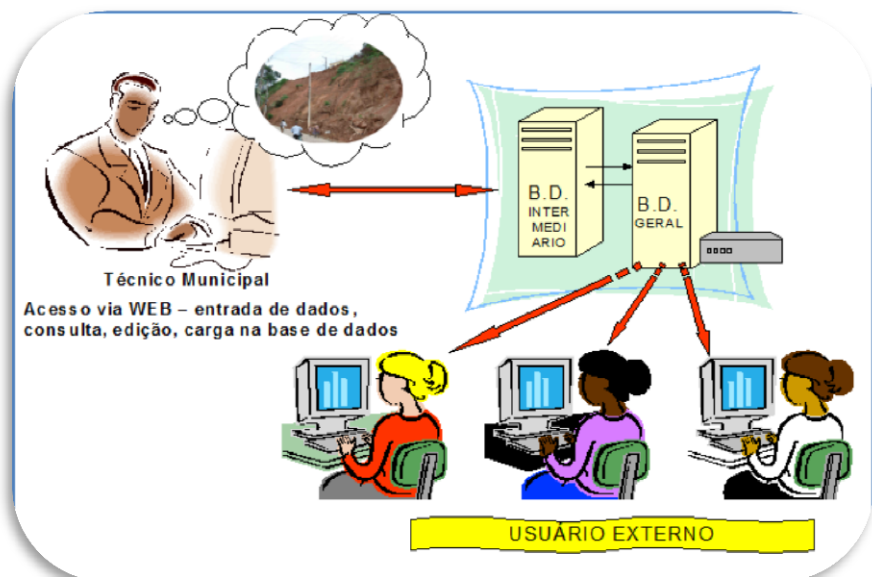 B.D.
INTER
MEDI
ARIO
B.D.
GERAL
Técnico Municipal
Acesso via WEB – entrada de dados,
consulta, edição, carga na base de dados
USUÁRIO EXTERNO